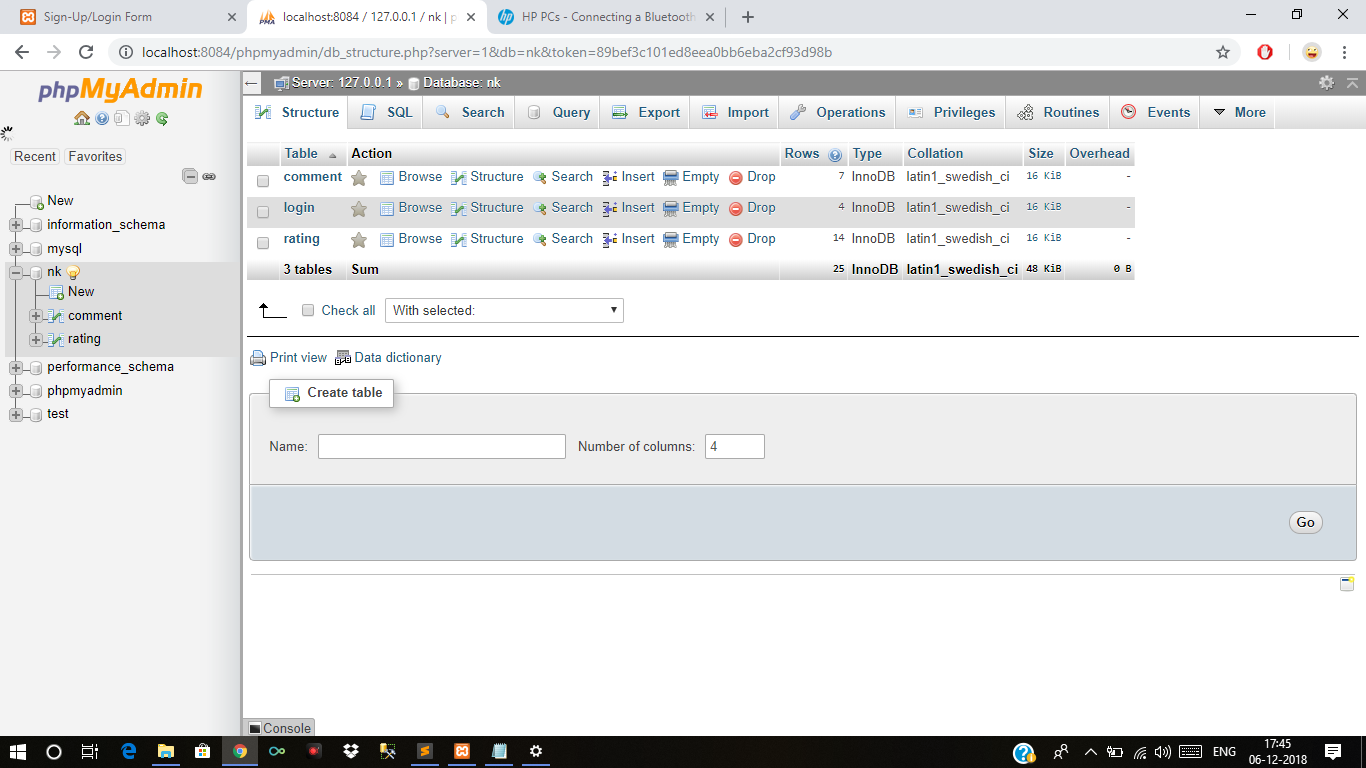 Sign-Up/Login Form
localhost:8084 / 127.0.0.1 / nk | p
HP PCs - Connecting a Bluetooth
localhost:8084/phpmyadmin/db_structure.php?server=1&db=nk&token=89bef3c101ed8eea0bb6eba2cf93d98b
phpMyAdmin
Recent Favorites
New
information_schema
mysql
nk
New
comment
rating
performance_schema
phpmyadmin
test
Server: 127.0.0.1 » Database: nk
Structure SQL Search Query Export Import Operations Privileges Routines Events More
Table Action Rows Type Collation Size Overhead
comment Browse Structure Search Insert Empty Drop 7 InnoDB latin1_swedish_ci 16 KiB -
login Browse Structure Search Insert Empty Drop 4 InnoDB latin1_swedish_ci 16 KiB -
rating Browse Structure Search Insert Empty Drop 14 InnoDB latin1_swedish_ci 16 KiB -
3 tables Sum 25 InnoDB latin1_swedish_ci 48 KiB 0 B
Check all With selected:
Print view Data dictionary
Create table
Name: Number of columns: 4
Go
Console
ENG
17:45
06-12-2018